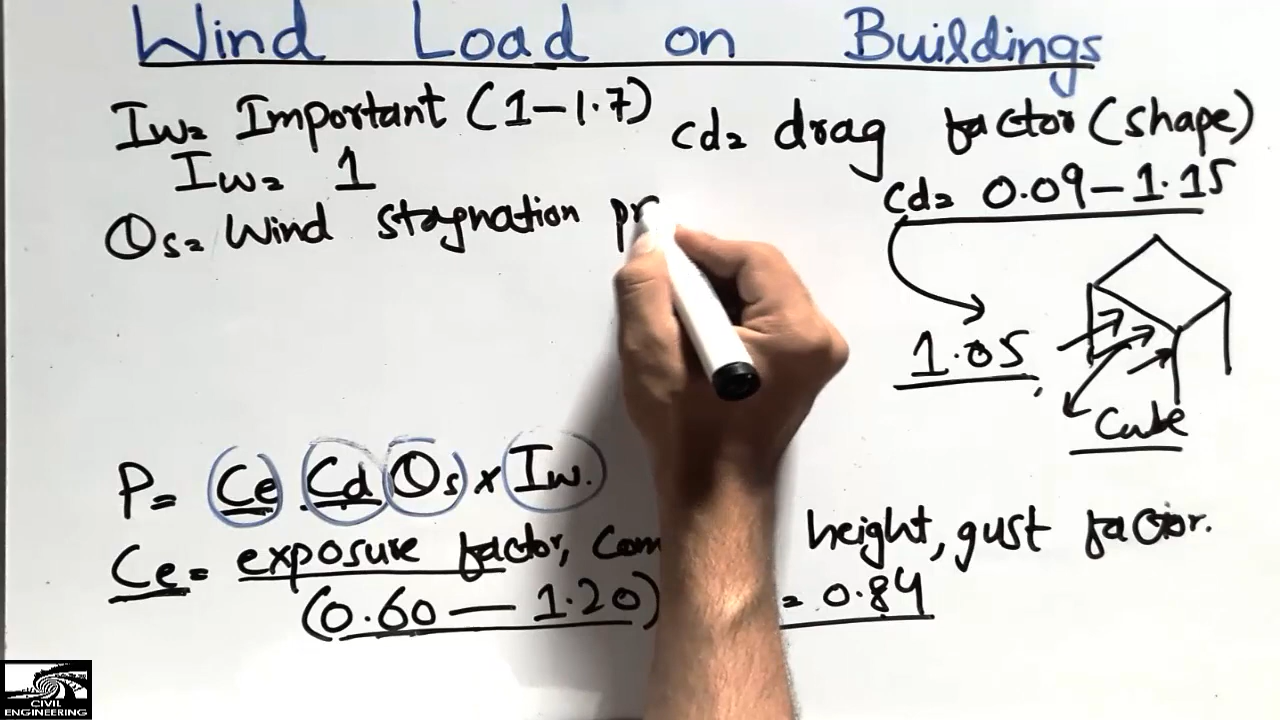 Wind Load on Buildings
Iw= Important (1-1.7)
Iw= 1
Qs= Wind stagnation pr
Cd= drag factor (shape)
Cd= 0.09-1.15
1.05
Cube
P= Ce . Cd Qs x Iw.
Ce= exposure factor, Com height, gust factor.
(0.60 — 1.20) = 0.84
CIVIL
ENGINEERING